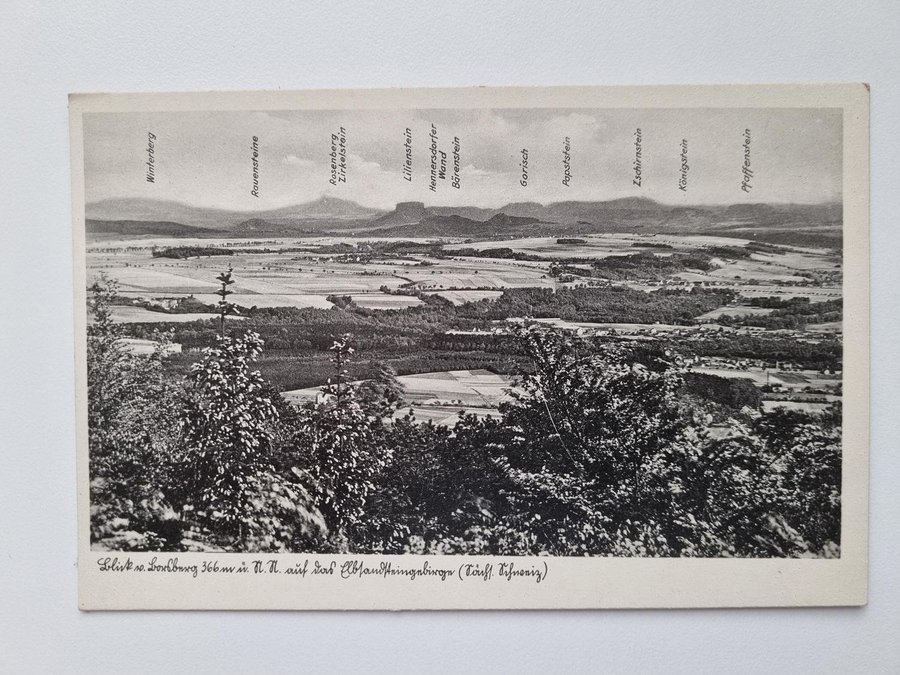 Winterberg
Rauensteine
Rosenberg
Zirkelstein
Lilienstein
Hennersdorfer
Wand
Bärenstein
Gorisch
Papststein
Zschirnstein
Königstein
Pfaffenstein
Blick v. Borsberg 366 m ü. N. N. auf das Elbsandsteingebirge (Sächs. Schweiz)